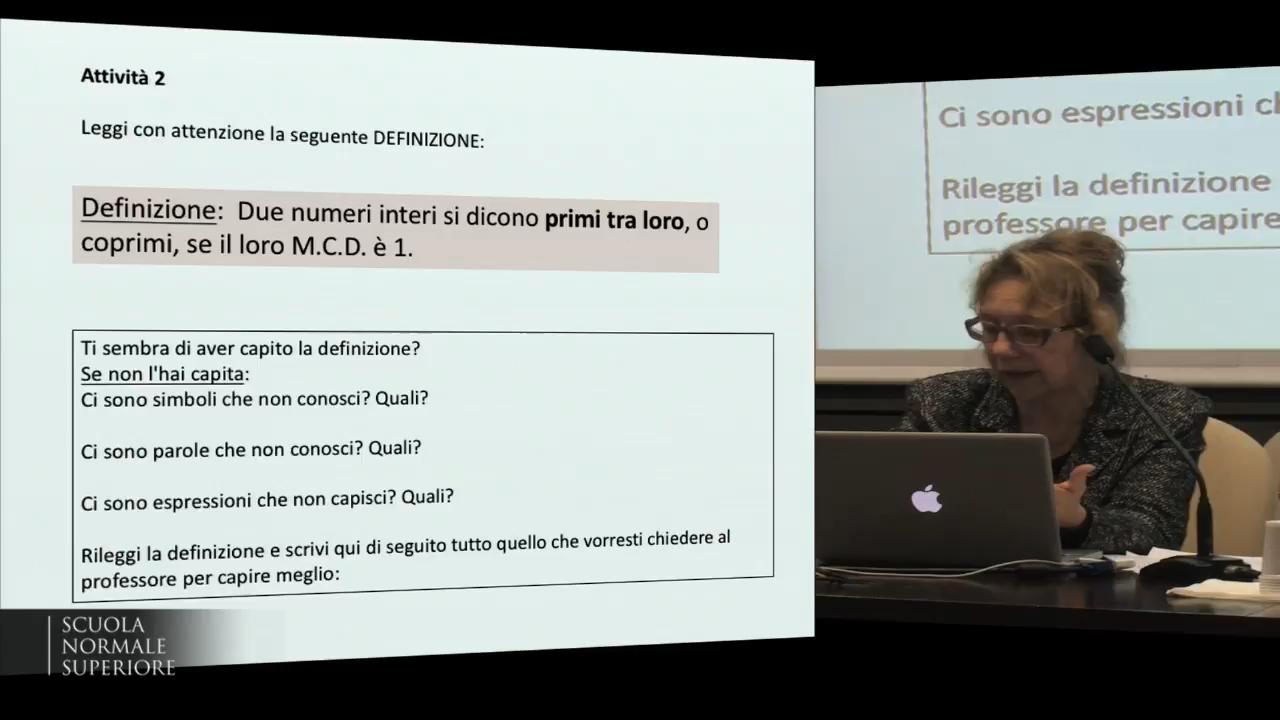 Attività 2
Leggi con attenzione la seguente DEFINIZIONE:
Definizione: Due numeri interi si dicono primi tra loro, o
coprimi, se il loro M.C.D. è 1.
Ti sembra di aver capito la definizione?
Se non l'hai capita:
Ci sono simboli che non conosci? Quali?
Ci sono parole che non conosci? Quali?
Ci sono espressioni che non capisci? Quali?
Rileggi la definizione e scrivi qui di seguito tutto quello che vorresti chiedere al
professore per capire meglio:
Ci sono espressioni
Rileggi la definizione
professore per capire
SCUOLA
NORMALE
SUPERIORE